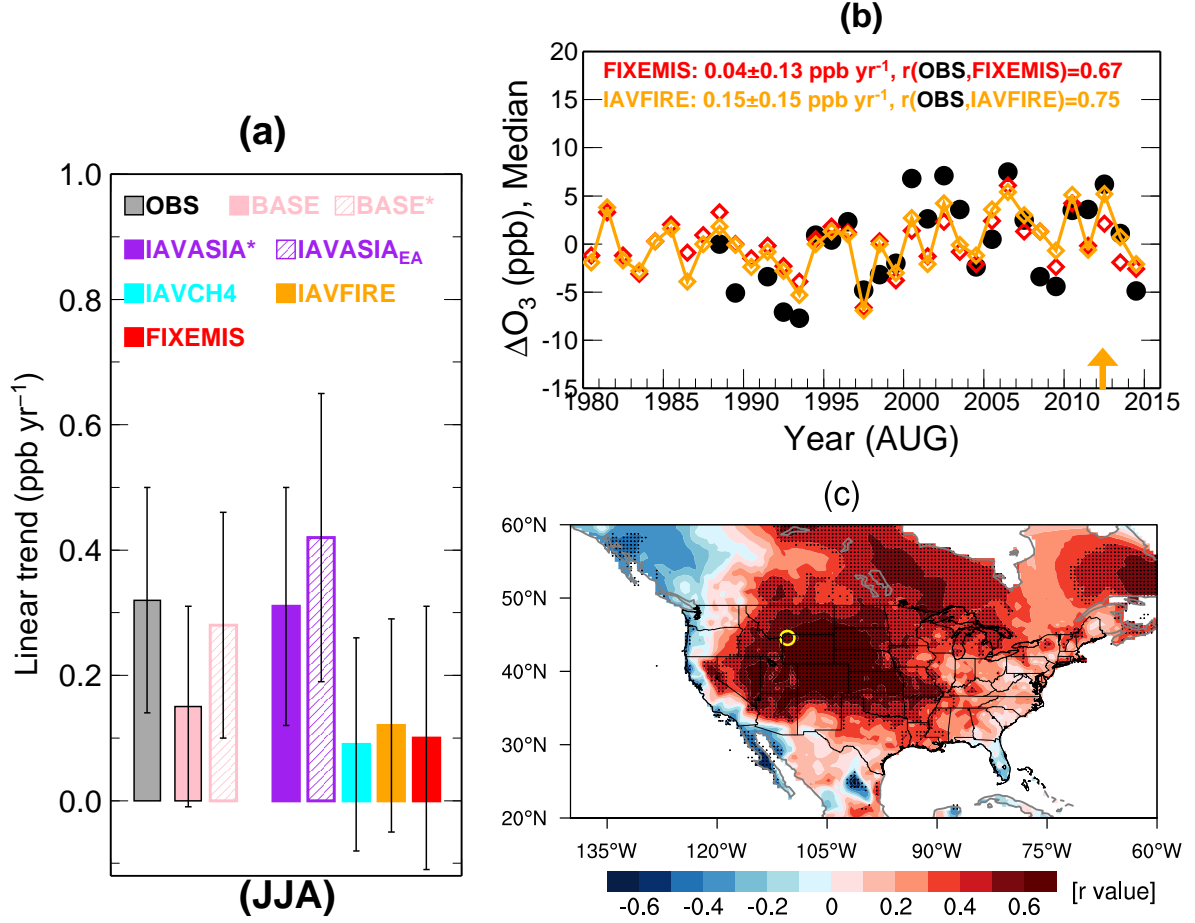 (a)
1.0
0.8
0.6
0.4
0.2
0.0
Linear trend (ppb yr⁻¹)
OBS BASE BASE*
IAVASIA* IAVASIA_EA
IAVCH4 IAVFIRE
FIXEMIS
(JJA)
(b)
FIXEMIS: 0.04±0.13 ppb yr⁻¹, r(OBS,FIXEMIS)=0.67
IAVFIRE: 0.15±0.15 ppb yr⁻¹, r(OBS,IAVFIRE)=0.75
20
15
10
5
0
-5
-10
-15
ΔO₃ (ppb), Median
1980 1985 1990 1995 2000 2005 2010 2015
Year (AUG)
(c)
60°N
50°N
40°N
30°N
20°N
135°W 120°W 105°W 90°W 75°W 60°W
-0.6 -0.4 -0.2 0 0.2 0.4 0.6 [r value]